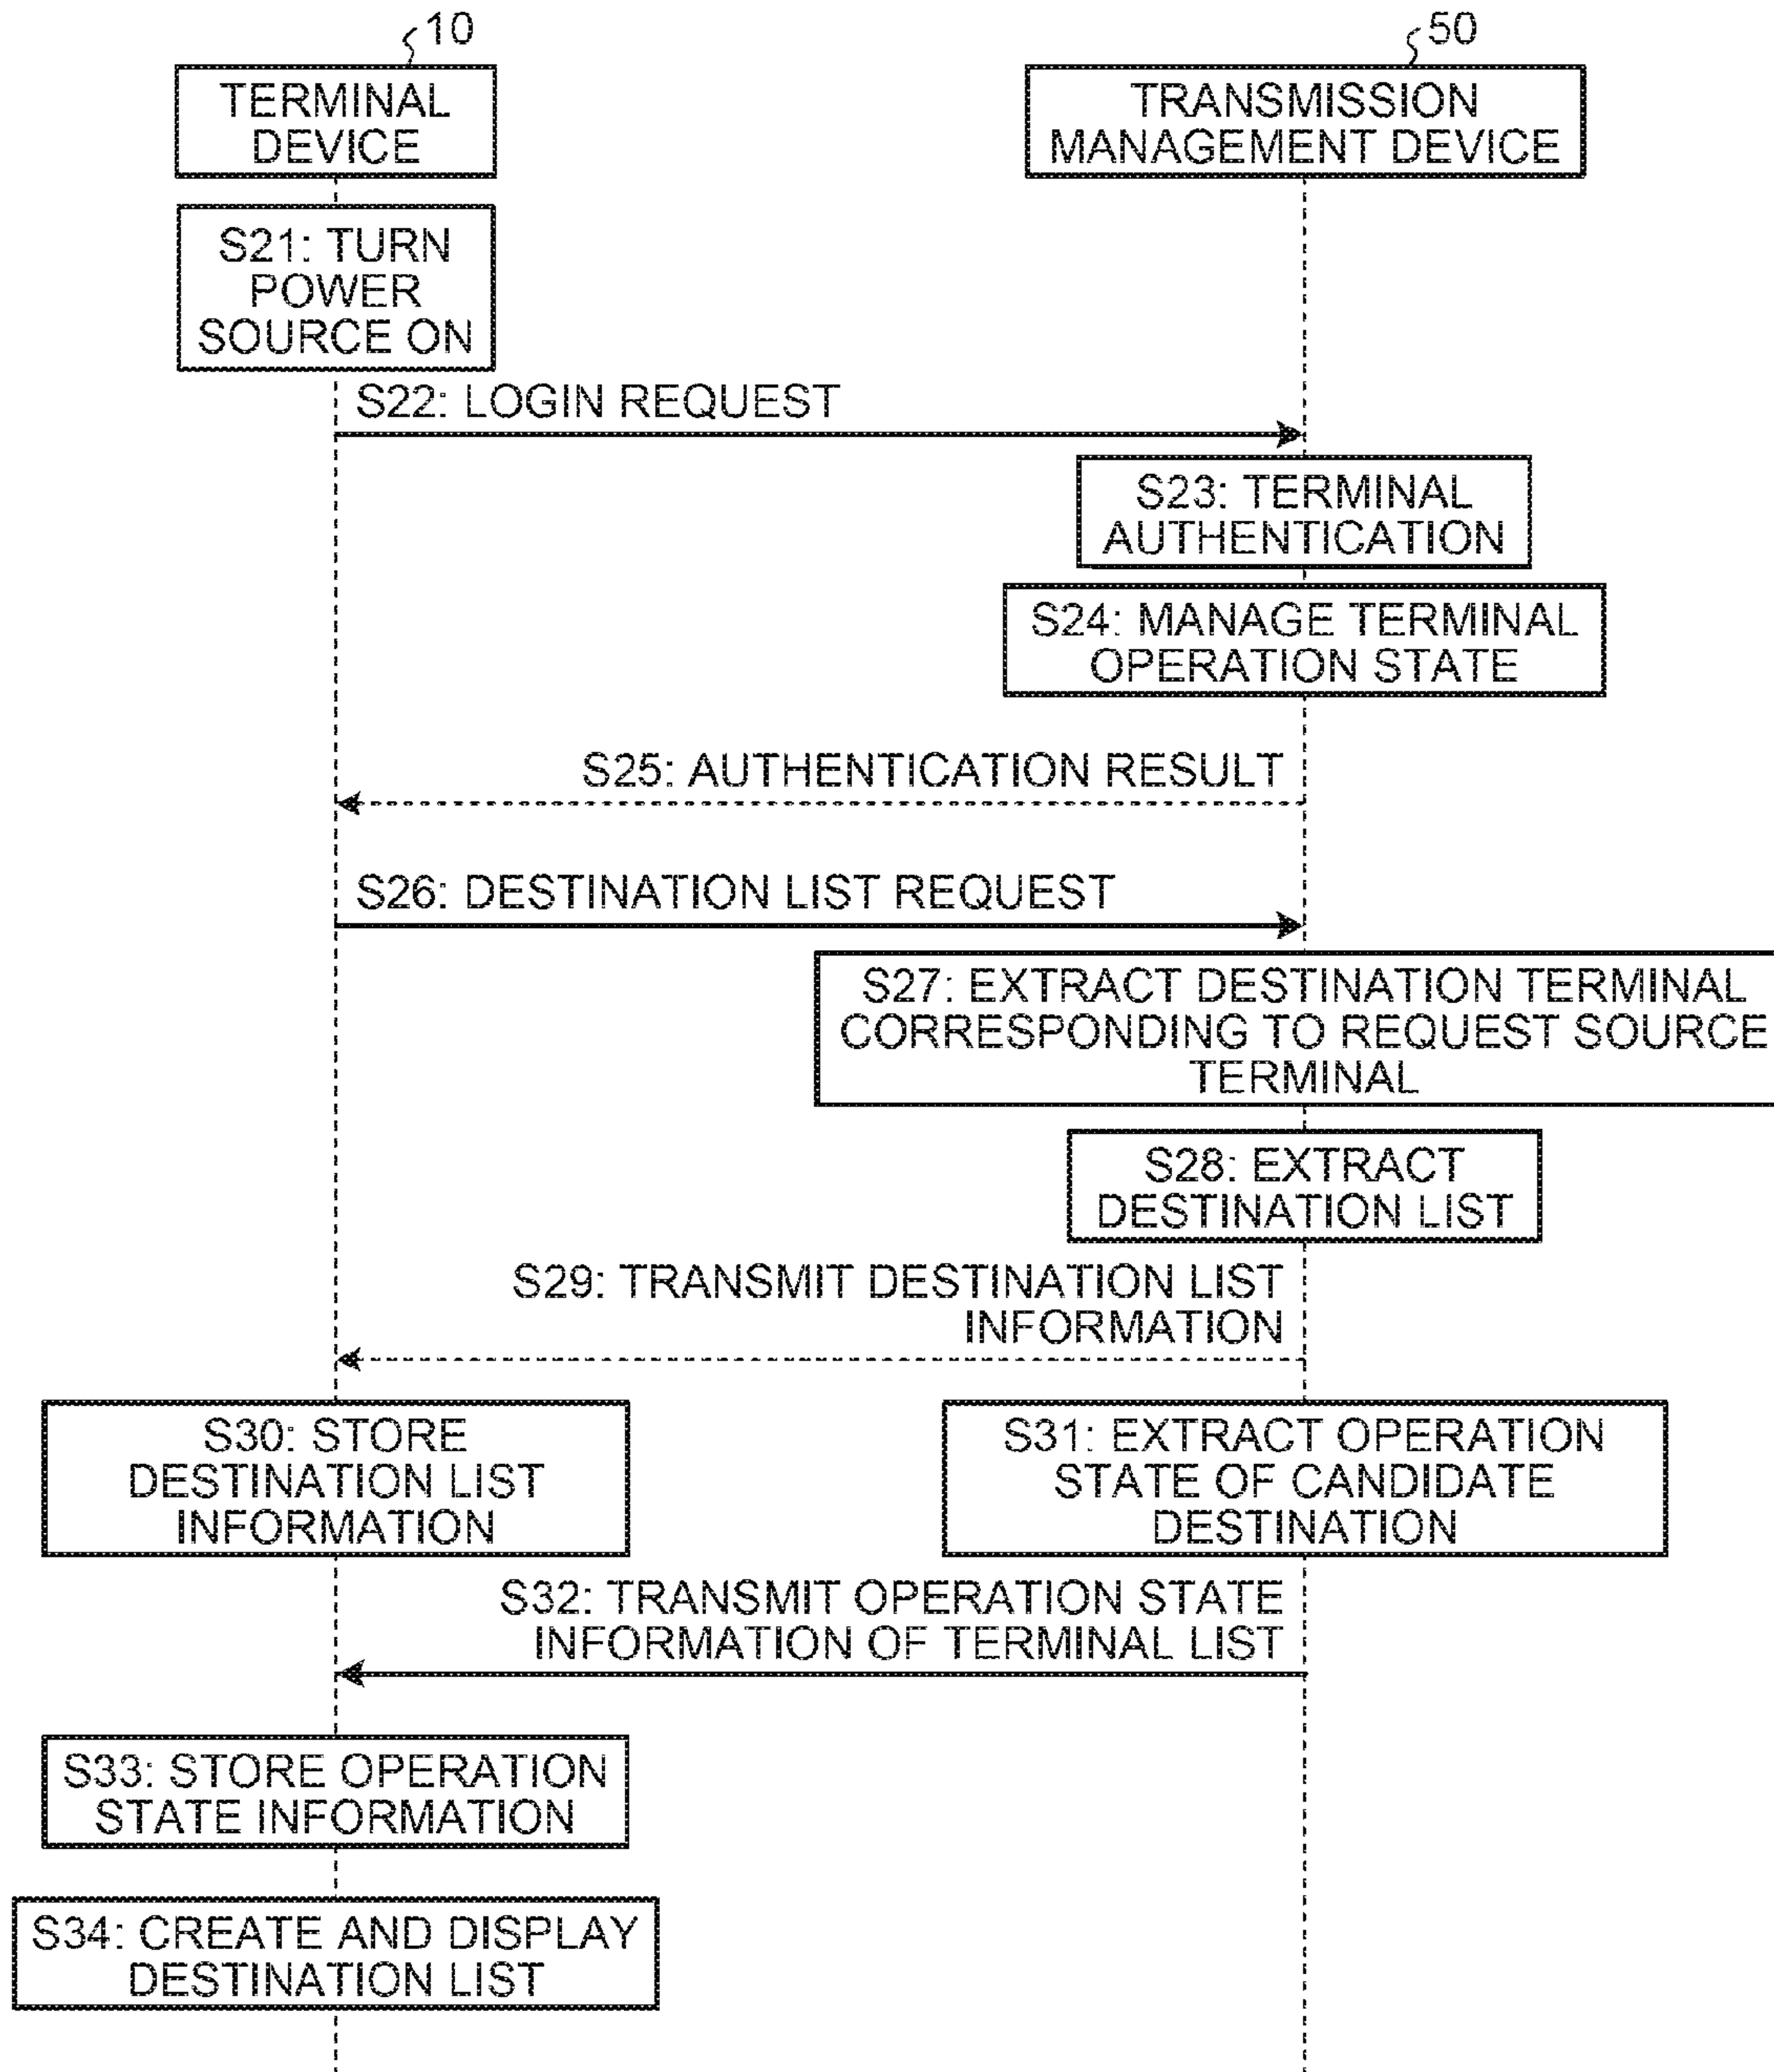 10
50
TERMINAL
DEVICE
TRANSMISSION
MANAGEMENT DEVICE
S21: TURN
POWER
SOURCE ON
S22: LOGIN REQUEST
S23: TERMINAL
AUTHENTICATION
S24: MANAGE TERMINAL
OPERATION STATE
S25: AUTHENTICATION RESULT
S26: DESTINATION LIST REQUEST
S27: EXTRACT DESTINATION TERMINAL
CORRESPONDING TO REQUEST SOURCE
TERMINAL
S28: EXTRACT
DESTINATION LIST
S29: TRANSMIT DESTINATION LIST
INFORMATION
S30: STORE
DESTINATION LIST
INFORMATION
S31: EXTRACT OPERATION
STATE OF CANDIDATE
DESTINATION
S32: TRANSMIT OPERATION STATE
INFORMATION OF TERMINAL LIST
S33: STORE OPERATION
STATE INFORMATION
S34: CREATE AND DISPLAY
DESTINATION LIST